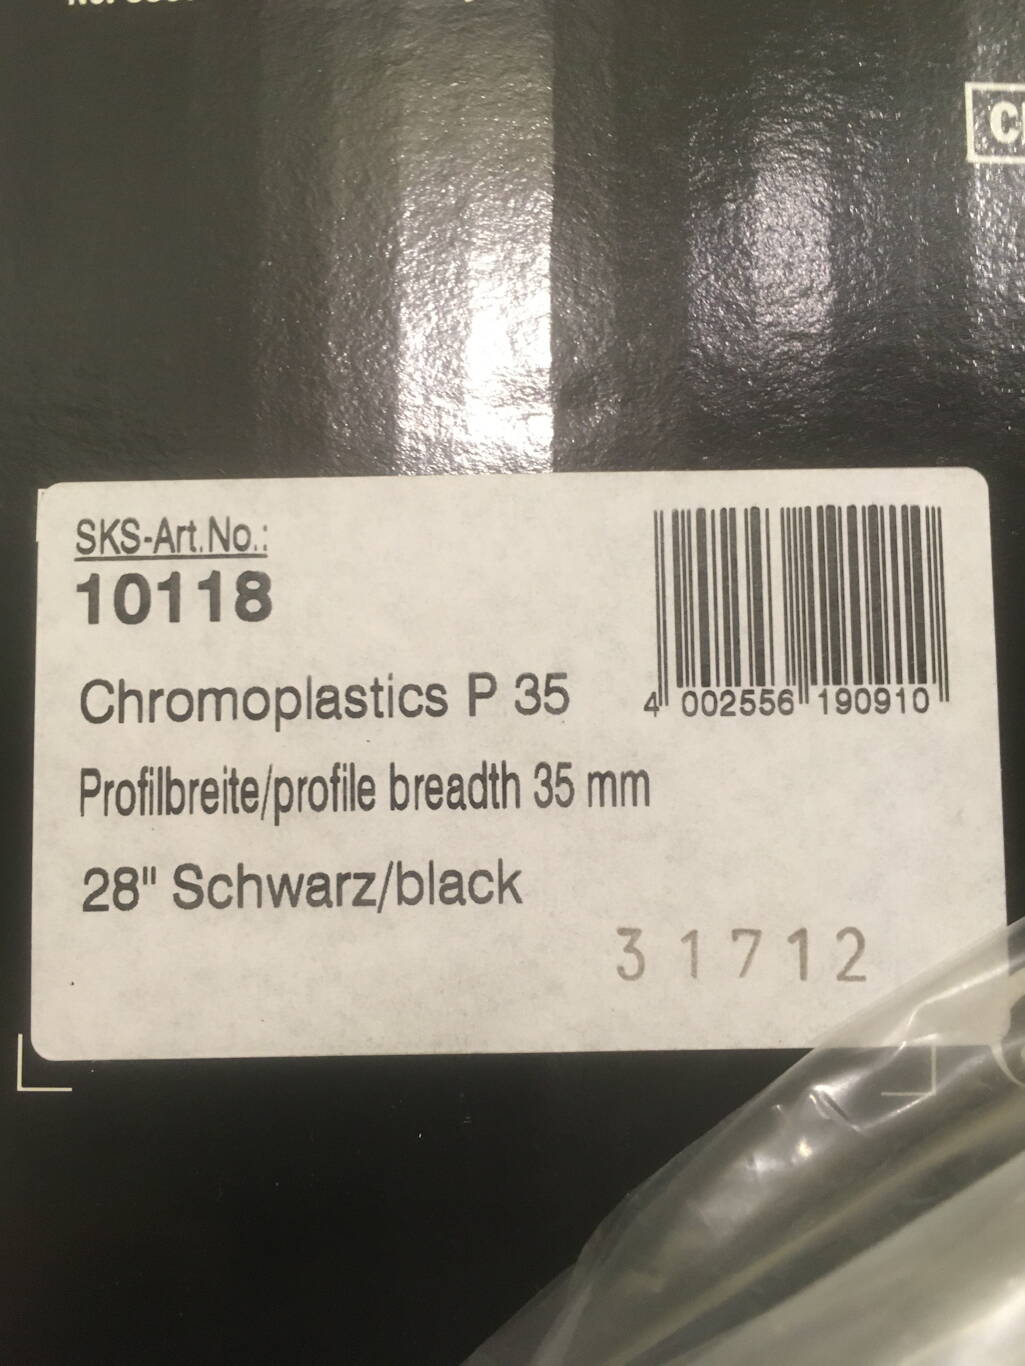 SKS-Art.No.:
10118
Chromoplastics P 35
4 002556 190910
Profilbreite/profile breadth 35 mm
28" Schwarz/black
31712